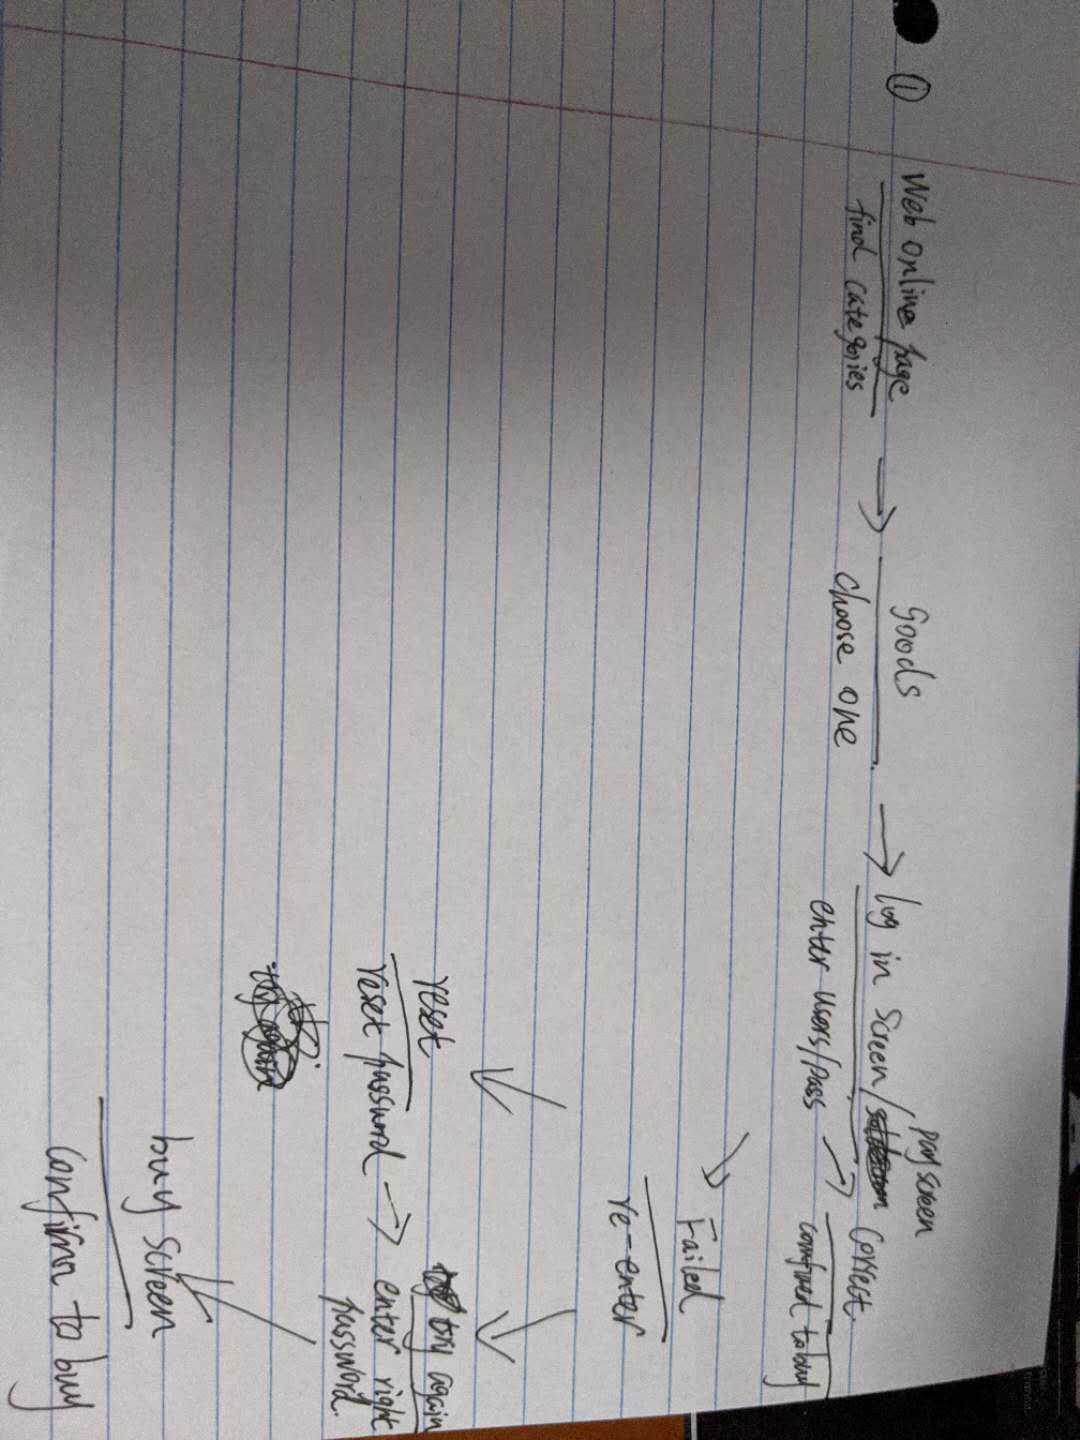 ①
Web online page
find categories
→
Goods
choose one
→
log in screen/
pay screen
enter users/pass
→
Correct
confirmed to buy
→
Failed
re-enter
reset
reset password
→
try again
enter right
password
buy screen
confirm to buy